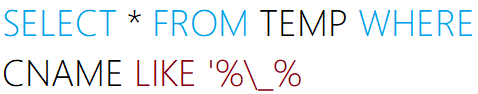 SELECT * FROM TEMP WHERE
CNAME LIKE '%\_%